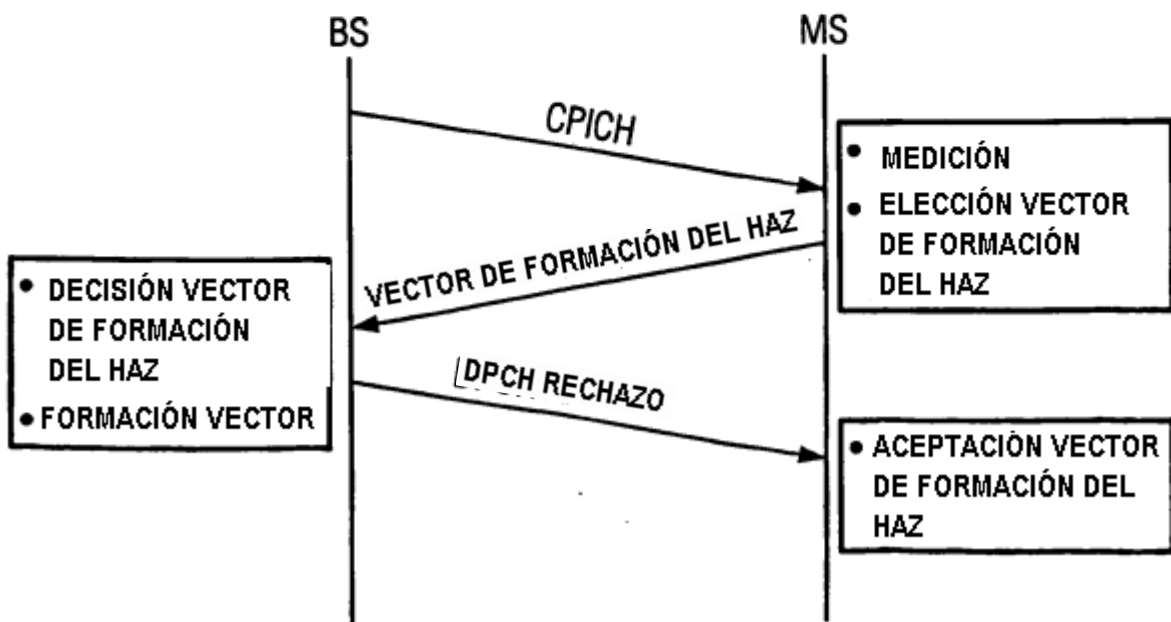 BS
MS
CPICH
• MEDICIÓN
• ELECCIÓN VECTOR
DE FORMACIÓN
DEL HAZ
VECTOR DE FORMACIÓN DEL HAZ
• DECISIÓN VECTOR
DE FORMACIÓN
DEL HAZ
• FORMACIÓN VECTOR
DPCH RECHAZO
• ACEPTACIÓN VECTOR
DE FORMACIÓN DEL
HAZ